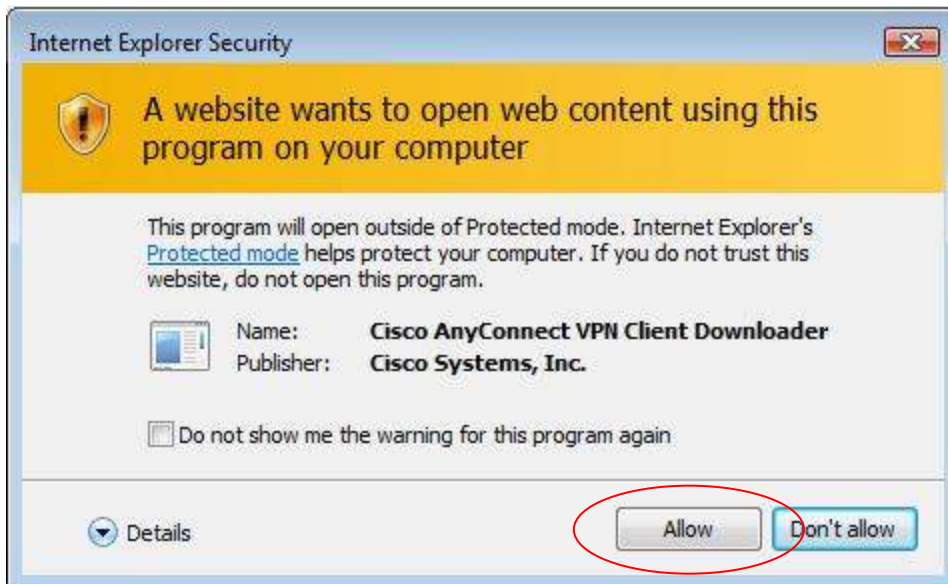 Internet Explorer Security
A website wants to open web content using this
program on your computer
This program will open outside of Protected mode. Internet Explorer's
Protected mode helps protect your computer. If you do not trust this
website, do not open this program.
Name: Cisco AnyConnect VPN Client Downloader
Publisher: Cisco Systems, Inc.
Do not show me the warning for this program again
Details Allow Don't allow